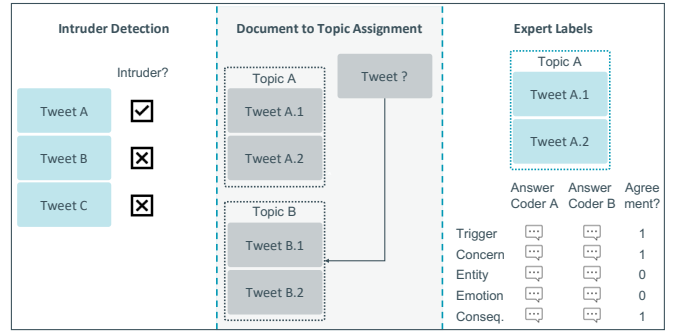 Intruder Detection
Intruder?
Tweet A
Tweet B
Tweet C
Document to Topic Assignment
Tweet ?
Topic A
Tweet A.1
Tweet A.2
Topic B
Tweet B.1
Tweet B.2
Expert Labels
Topic A
Tweet A.1
Tweet A.2
Answer Answer Agree
Coder A Coder B ment?
Trigger 1
Concern 1
Entity 0
Emotion 0
Conseq. 1